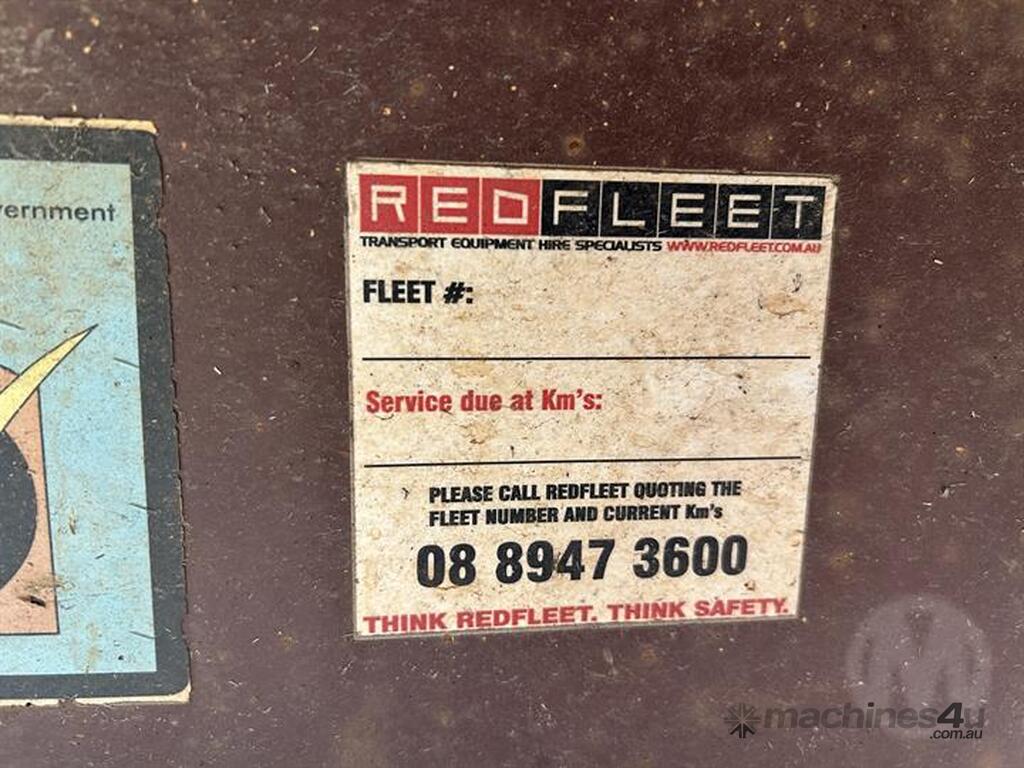 vernment
REDFLEET
TRANSPORT EQUIPMENT HIRE SPECIALISTS WWW.REDFLEET.COM.AU
FLEET #:
Service due at Km's:
PLEASE CALL REDFLEET QUOTING THE
FLEET NUMBER AND CURRENT Km's
08 8947 3600
THINK REDFLEET. THINK SAFETY.
M
machines4u
.com.au